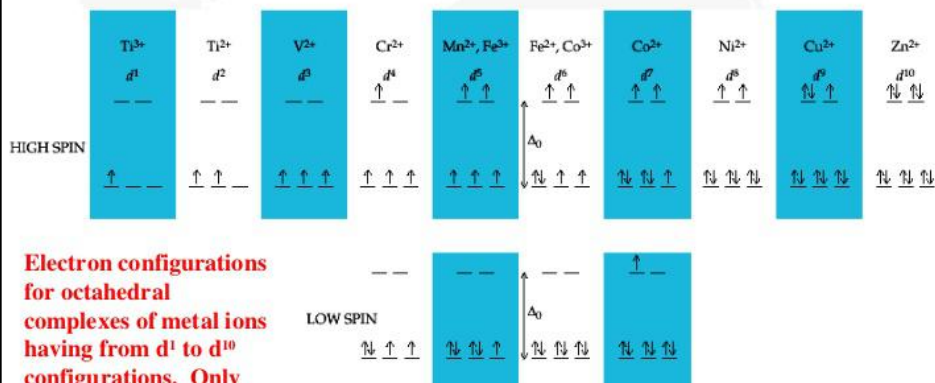 Ti³⁺ Ti²⁺ V²⁺ Cr²⁺ Mn²⁺, Fe³⁺ Fe²⁺, Co³⁺ Co²⁺ Ni²⁺ Cu²⁺ Zn²⁺
d¹ d² d³ d⁴ d⁵ d⁶ d⁷ d⁸ d⁹ d¹⁰
HIGH SPIN
Δ₀
Electron configurations
for octahedral
complexes of metal ions
having from d¹ to d¹⁰
configurations. Only
LOW SPIN
Δ₀